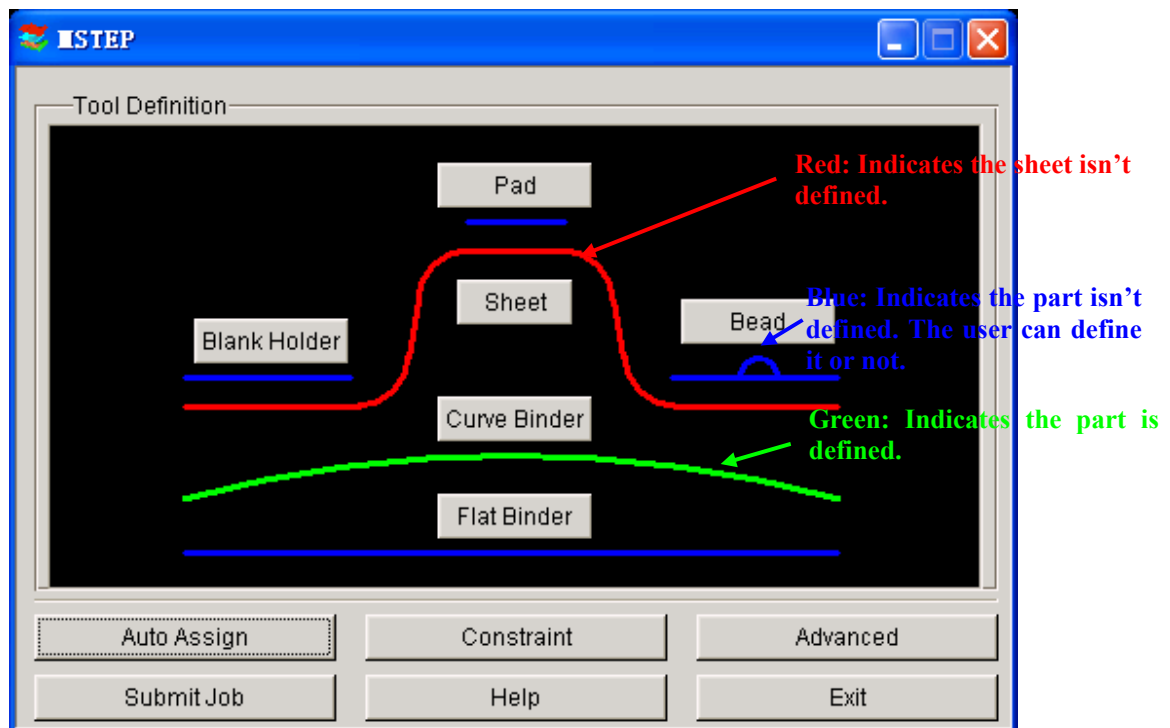 MSTEP
Tool Definition
Pad
Red: Indicates the sheet isn’t
defined.
Sheet
Blank Holder
Bead
Blue: Indicates the part isn’t
defined. The user can define
it or not.
Curve Binder
Green: Indicates the part is
defined.
Flat Binder
Auto Assign
Constraint
Advanced
Submit Job
Help
Exit